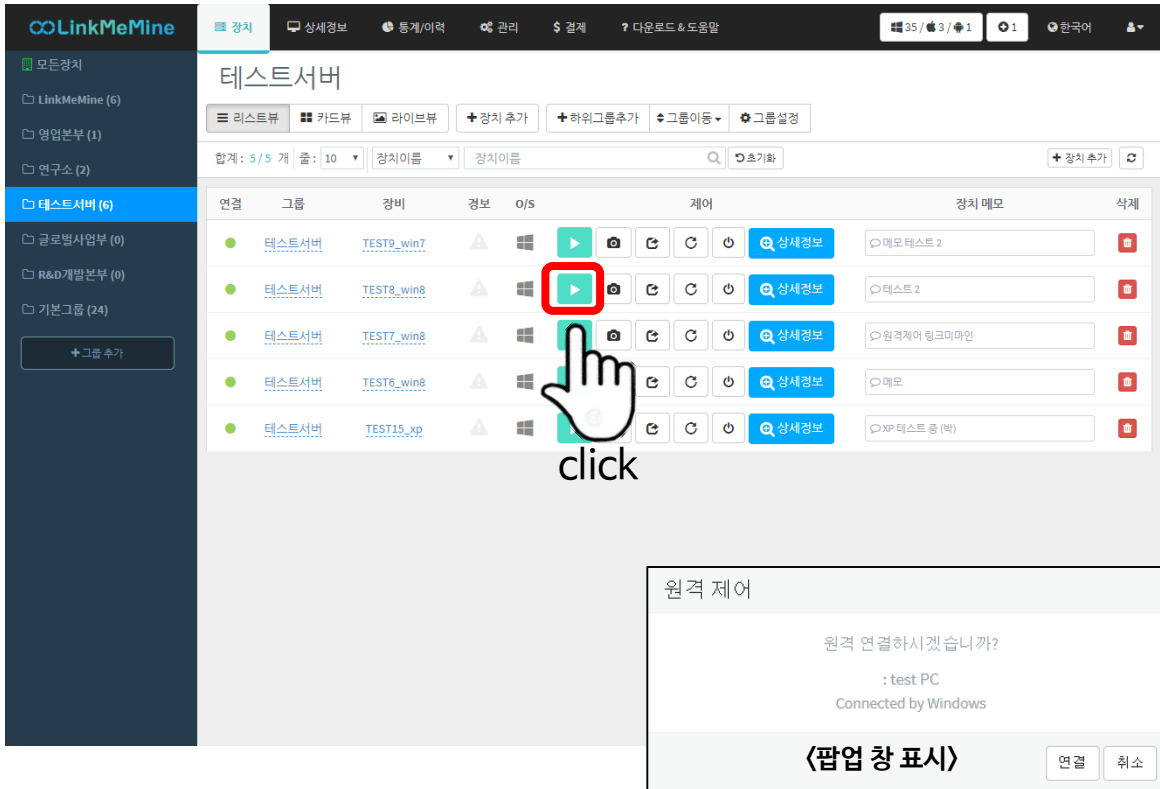 LinkMeMine
장치 상세정보 통계/이력 관리 $ 결제 ? 다운로드 & 도움말 35 / 3 / 1 1 한국어
모든장치
LinkMeMine (6)
영업본부 (1)
연구소 (2)
테스트서버 (6)
글로벌사업부 (0)
R&D개발본부 (0)
기본그룹 (24)
+ 그룹 추가
테스트서버
리스트뷰 카드뷰 라이브뷰 +장치 추가 +하위그룹추가 그룹이동 그룹설정
합계: 5/5 개 줄: 10 장치이름 장치이름 초기화 + 장치 추가
연결 그룹 장비 경보 O/S 제어 장치 메모 삭제
테스트서버 TEST9_win7 상세정보 메모 테스트 2
테스트서버 TEST8_win8 상세정보 테스트 2
테스트서버 TEST7_win8 상세정보 원격제어 링크미마인
테스트서버 TEST6_win8 상세정보 메모
테스트서버 TEST15_xp 상세정보 XP 테스트 중 (박)
click
원격 제어
원격 연결하시겠습니까?
: test PC
Connected by Windows
<팝업 창 표시>
연결 취소